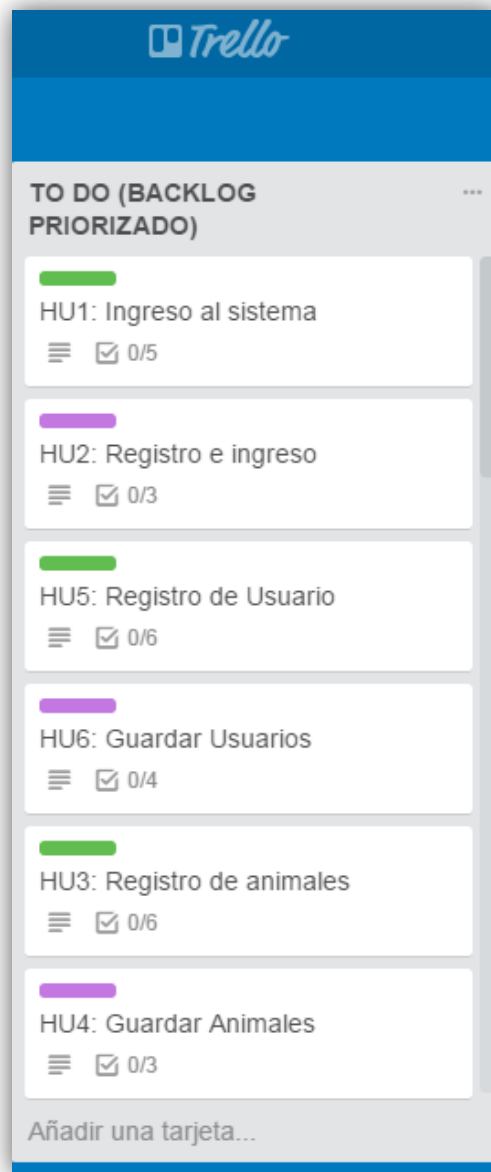 Trello
TO DO (BACKLOG
PRIORIZADO)
HU1: Ingreso al sistema
0/5
HU2: Registro e ingreso
0/3
HU5: Registro de Usuario
0/6
HU6: Guardar Usuarios
0/4
HU3: Registro de animales
0/6
HU4: Guardar Animales
0/3
Añadir una tarjeta...